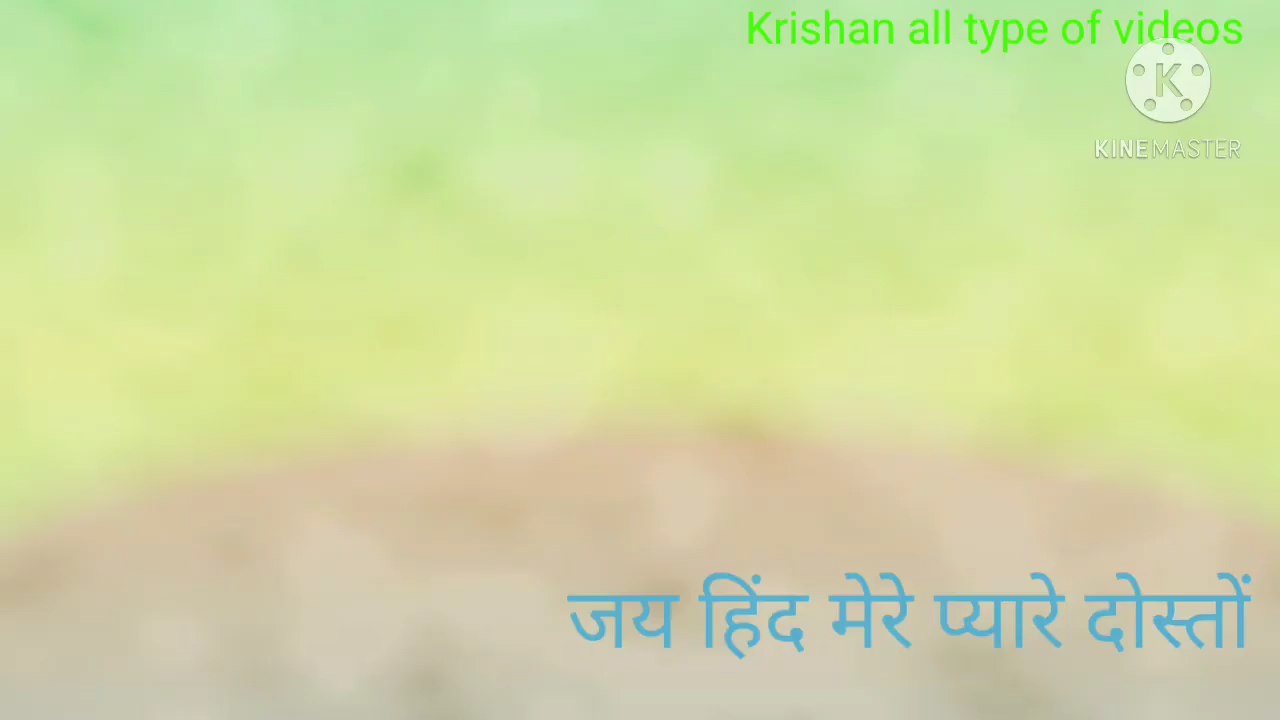 Krishan all type of videos
KINEMASTER
जय हिंद मेरे प्यारे दोस्तों